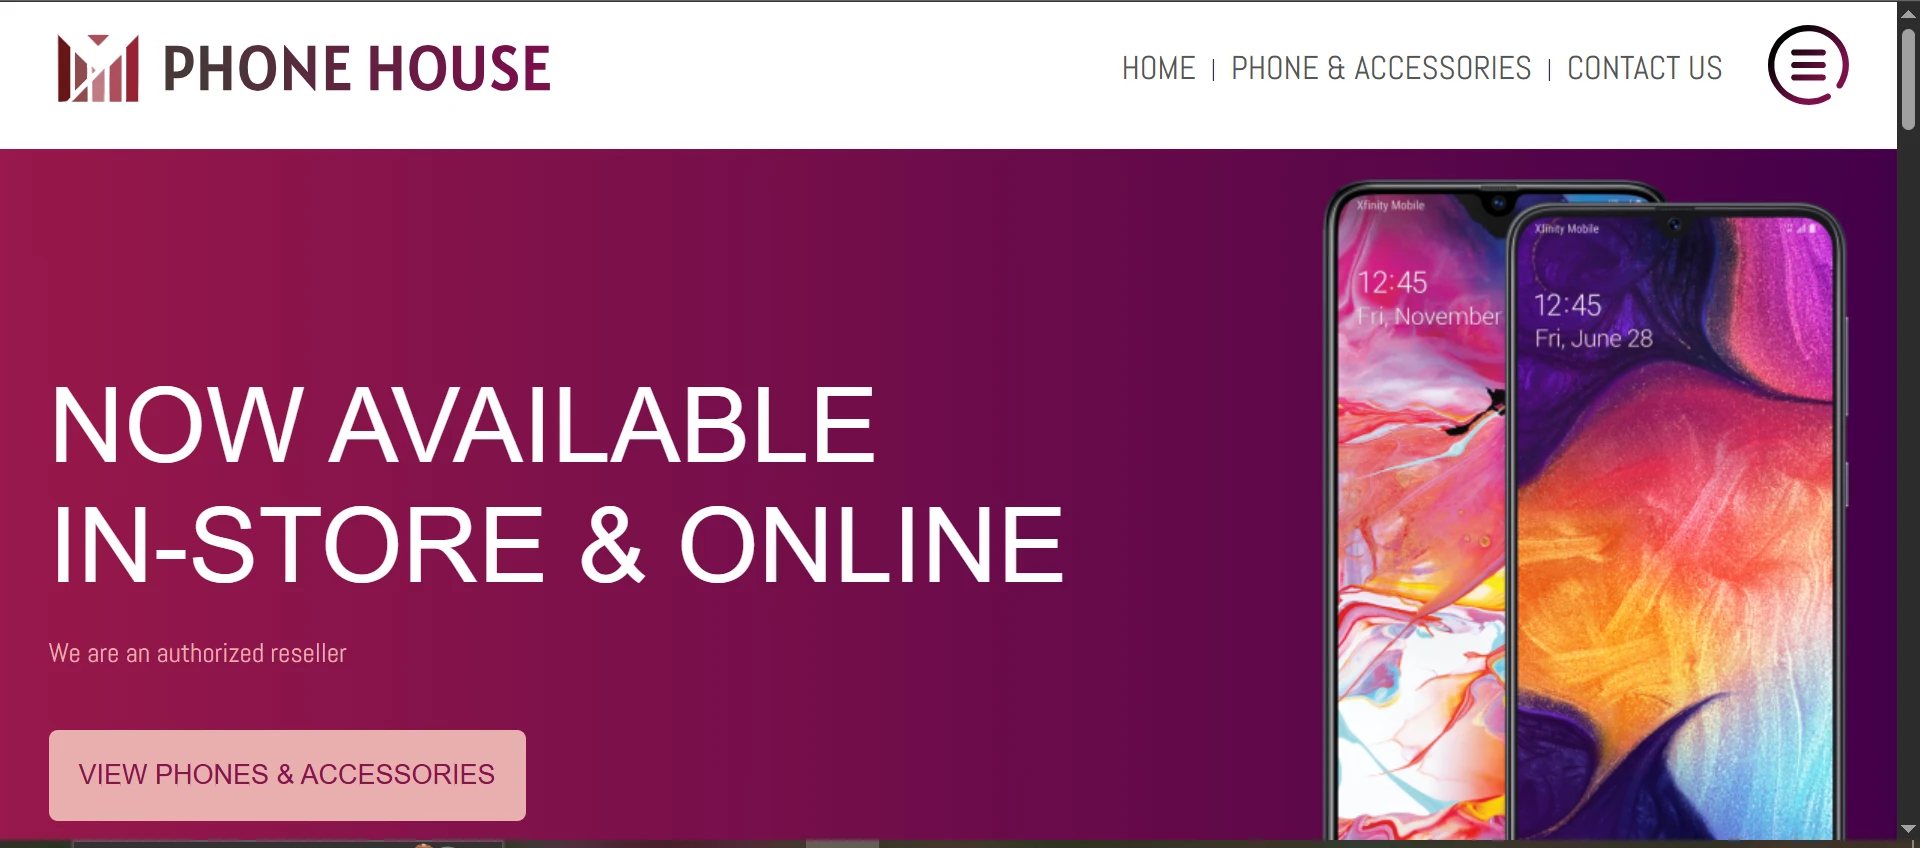 PHONE HOUSE
HOME | PHONE & ACCESSORIES | CONTACT US
Xfinity Mobile
12:45
Fri, November
Xfinity Mobile
12:45
Fri, June 28
NOW AVAILABLE
IN-STORE & ONLINE
We are an authorized reseller
VIEW PHONES & ACCESSORIES